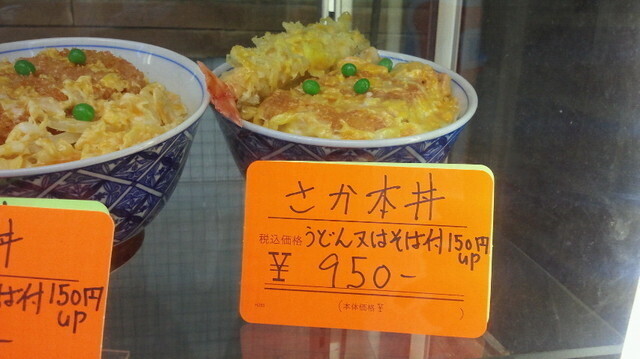 さか本丼
税込価格 うどん又はそば付150円
up
¥ 950-
(本体価格 ¥ )
丼
は付150円
up